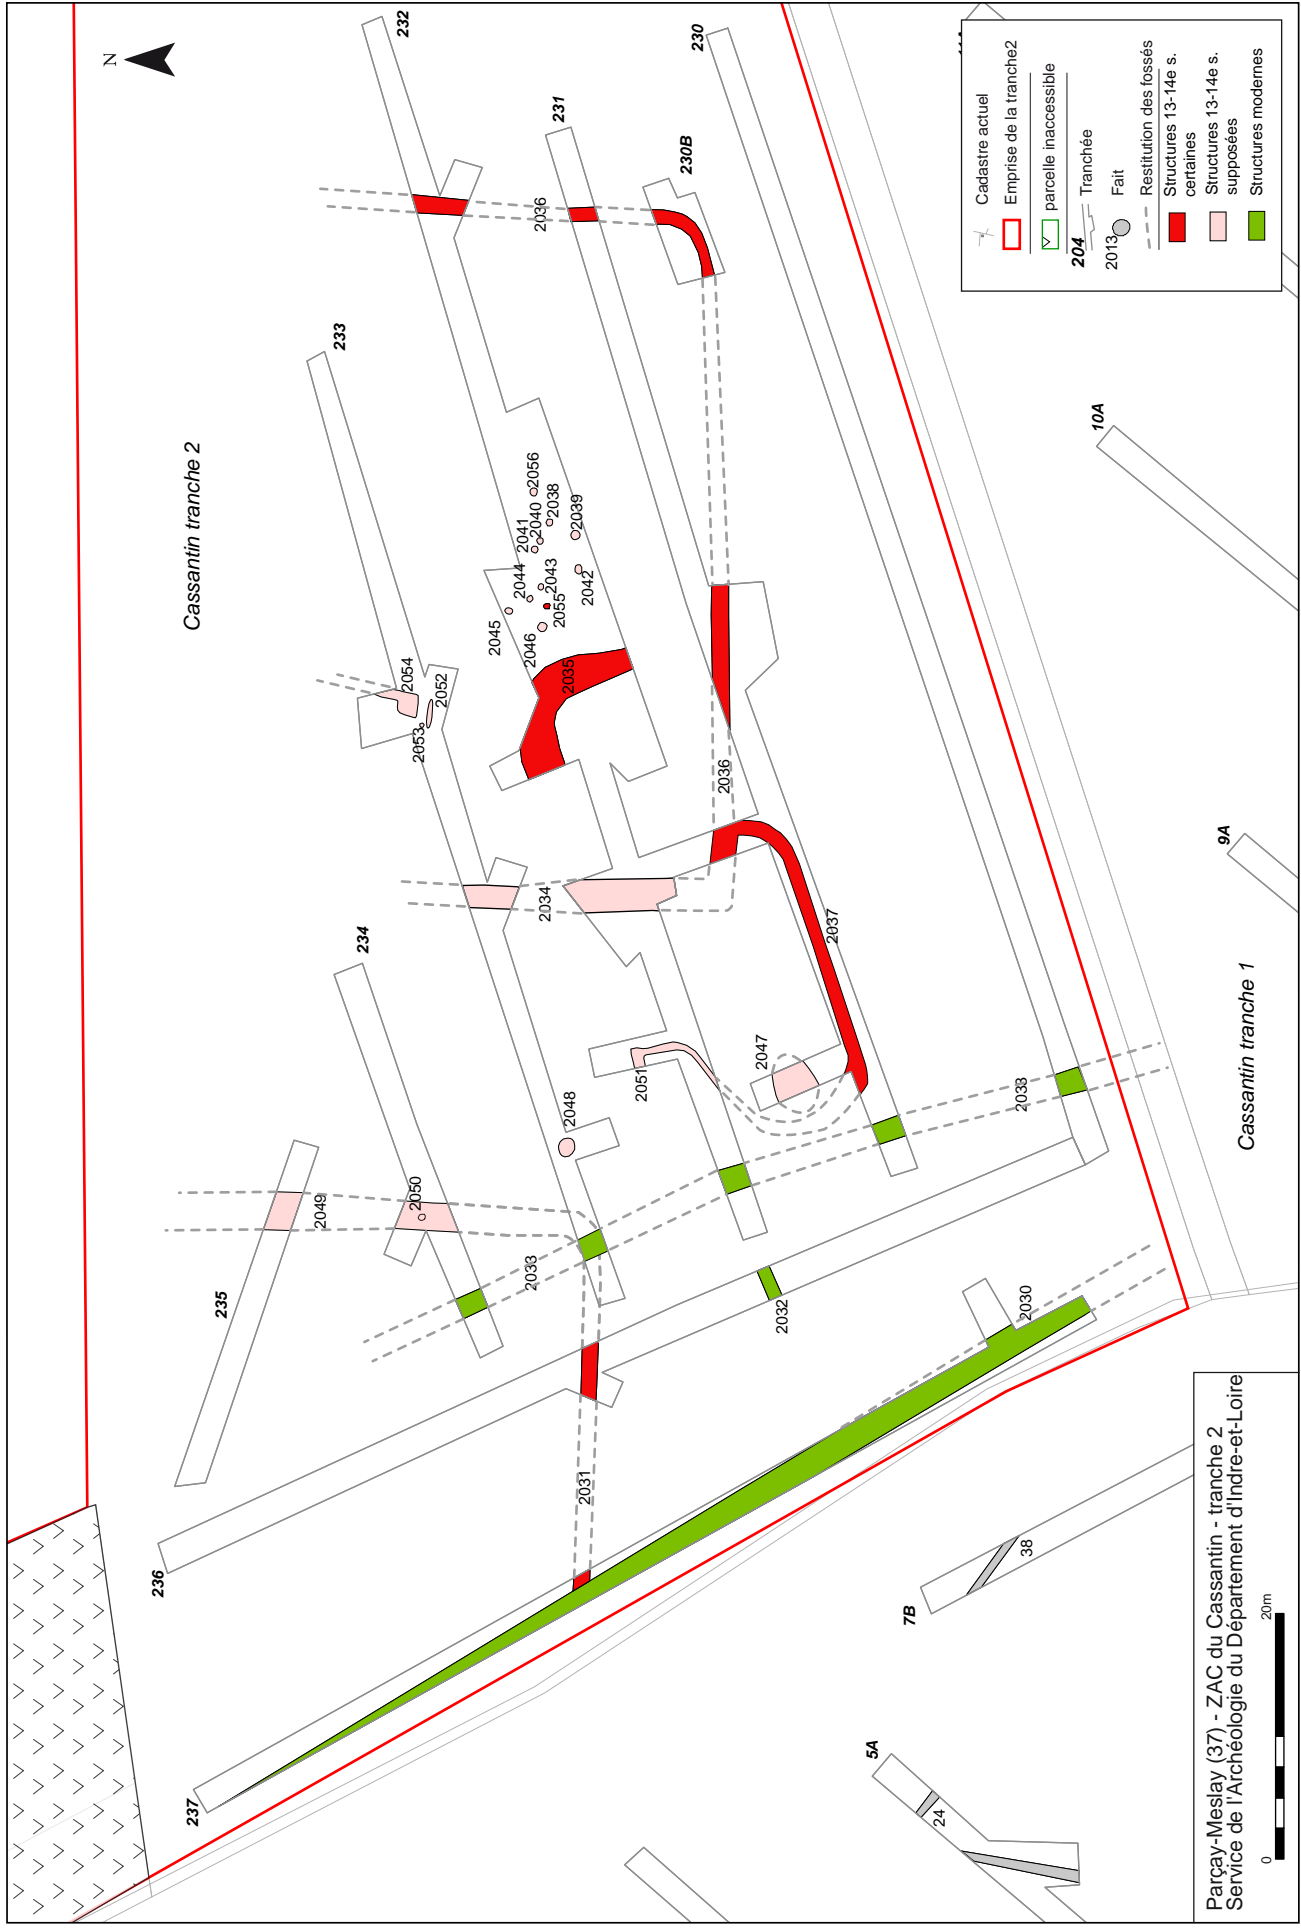 232
230
N
231
230B
2036
233
Cassantin tranche 2
10A
2056
2038
2040
2041
2039
2044
2043
2042
2055
2045
2046
2035
2054
2052
2053
2036
9A
2034
234
2037
2047
2051
2048
2033
2049
2050
2033
235
2032
2030
2031
Cassantin tranche 1
236
38
7B
237
5A
24
Cadastre actuel
Emprise de la tranche2
parcelle inaccessible
204
Tranchée
2013
Fait
Restitution des fossés
Structures 13-14e s.
certaines
Structures 13-14e s.
supposées
Structures modernes
Parçay-Meslay (37) - ZAC du Cassantin - tranche 2
Service de l'Archéologie du Département d'Indre-et-Loire
0
20m